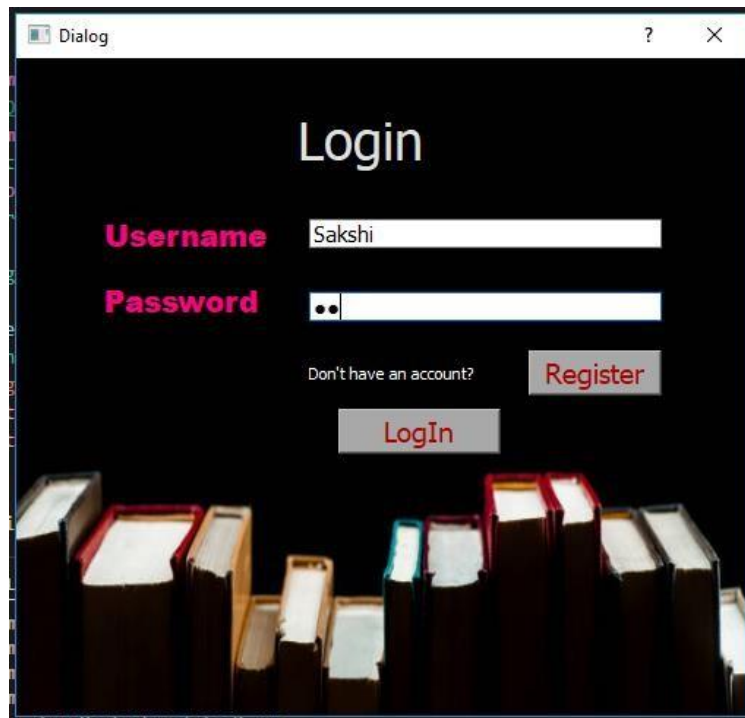 Dialog ?
Login
Username Sakshi
Password ●●
Don't have an account? Register
LogIn